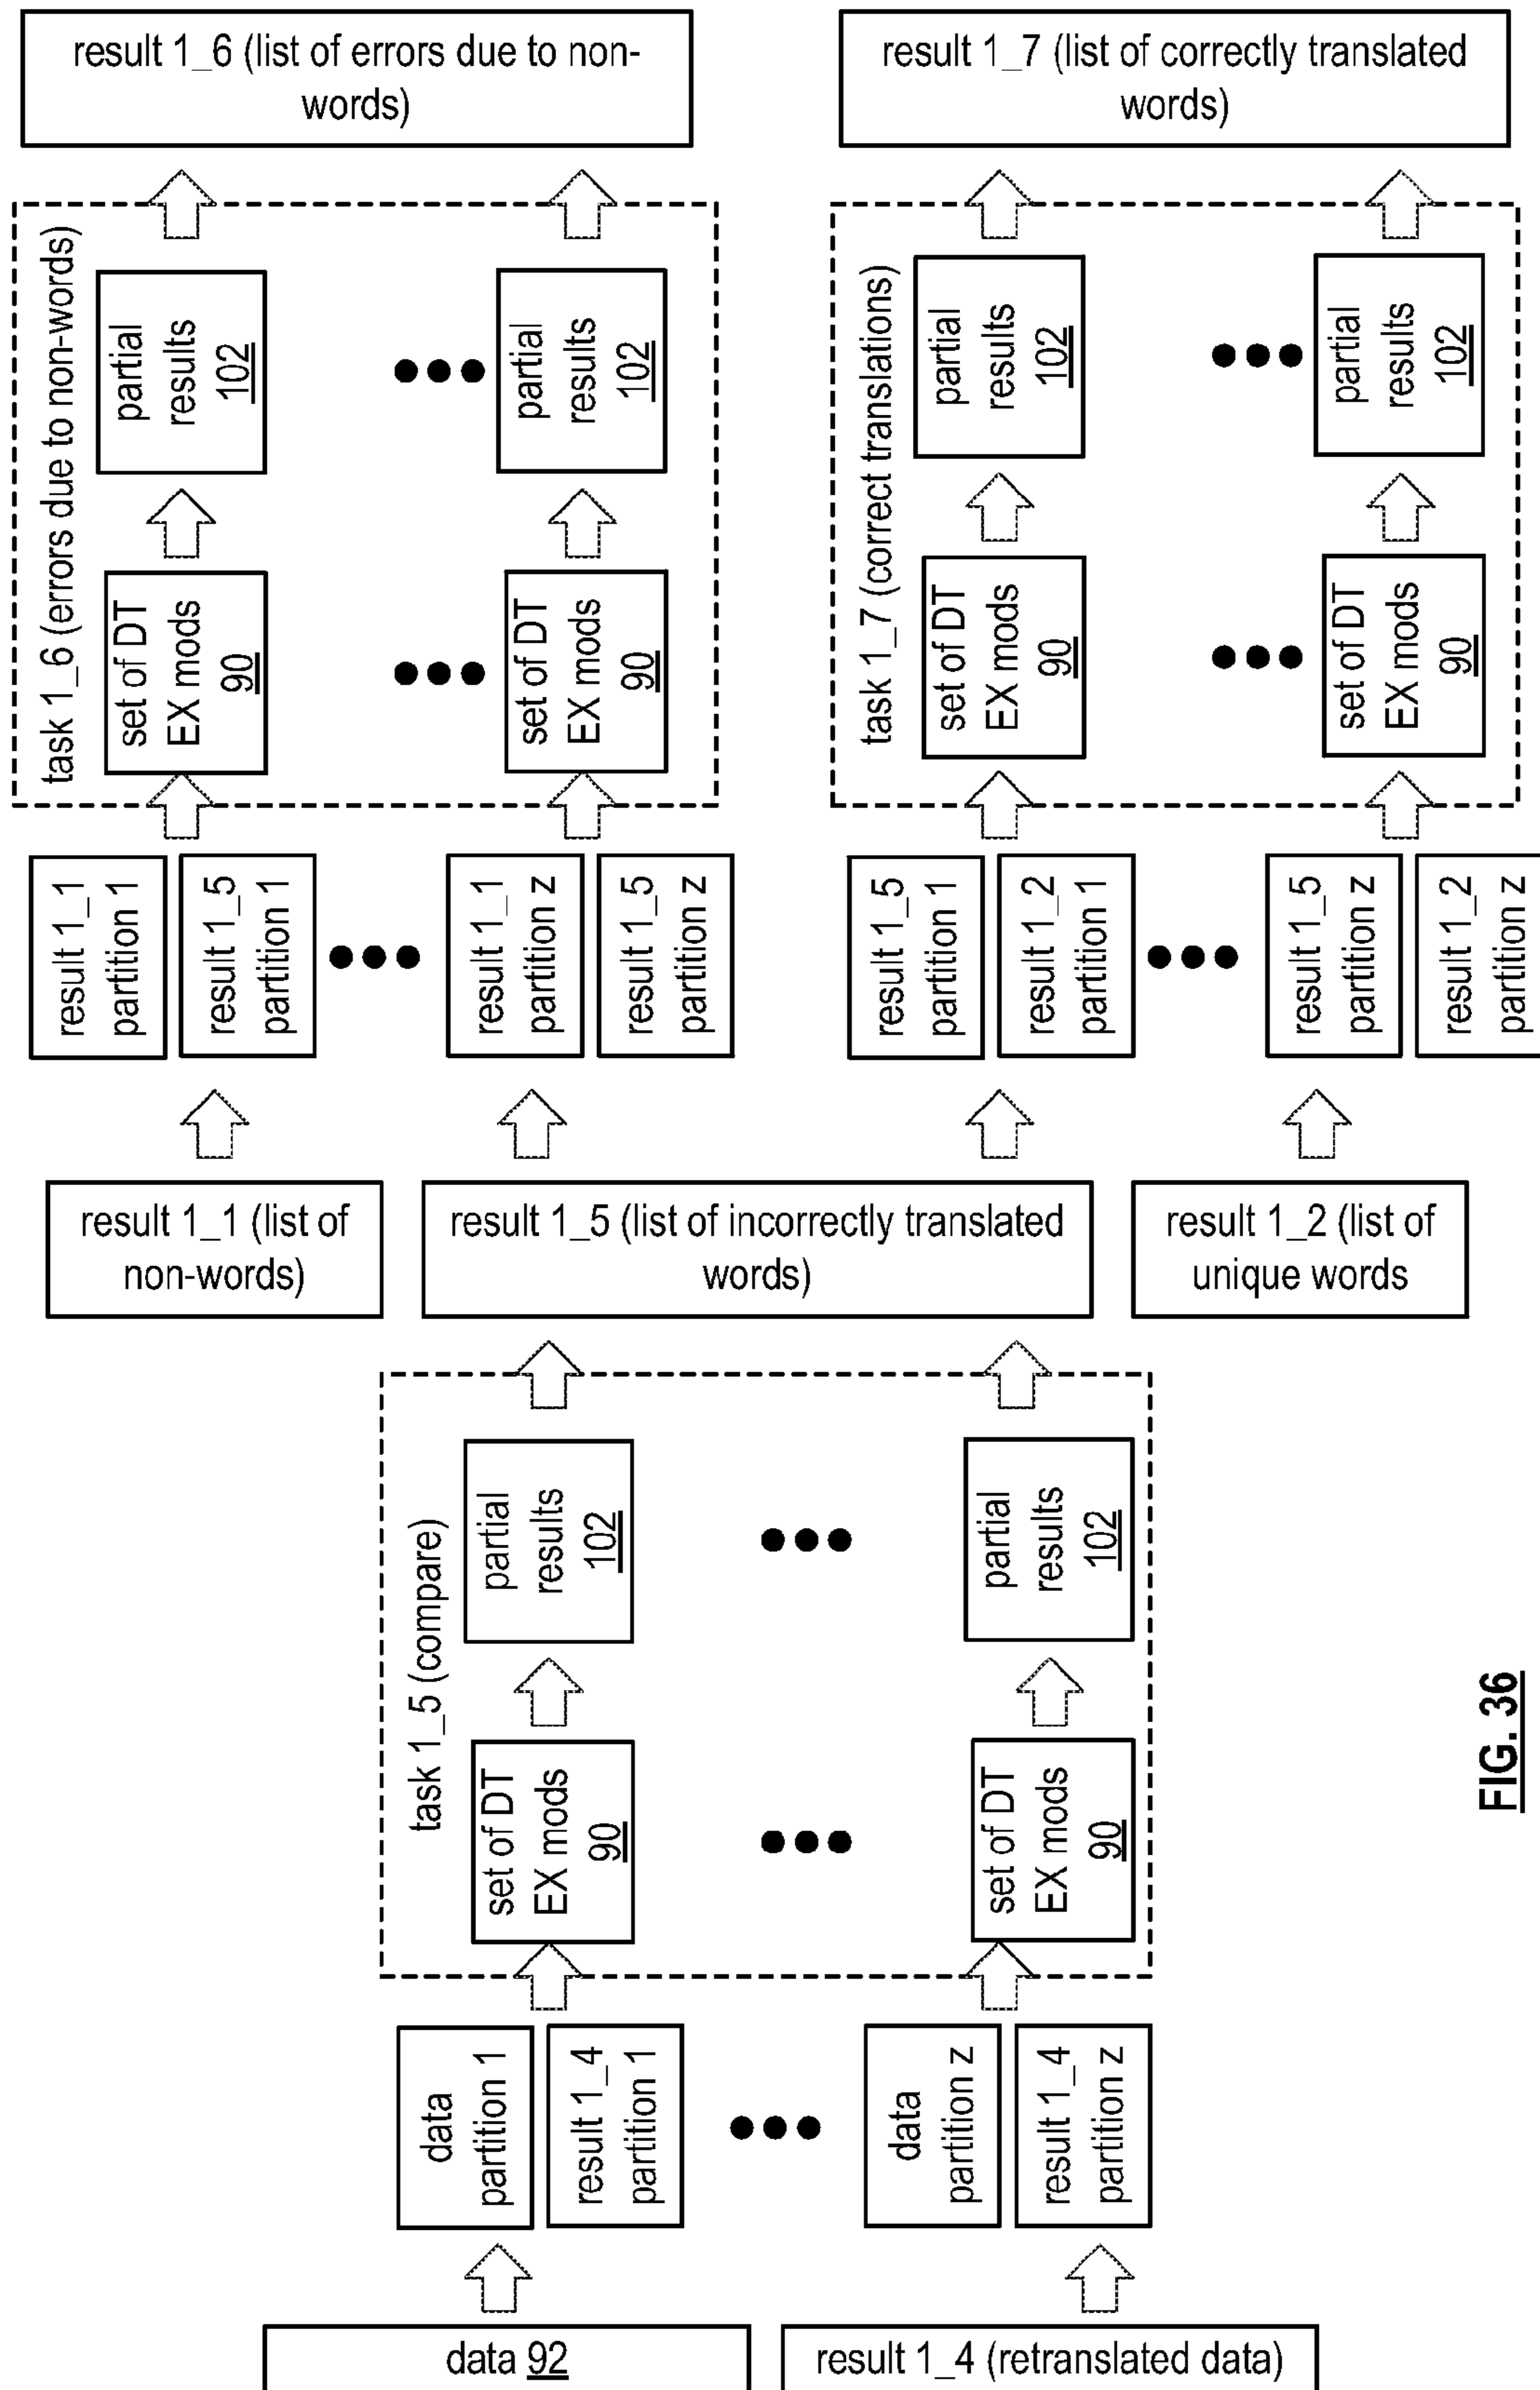 result 1_6 (list of errors due to non-
words)
result 1_7 (list of correctly translated
words)
task 1_6 (errors due to non-words)
partial
results
102
partial
results
102
set of DT
EX mods
90
set of DT
EX mods
90
task 1_7 (correct translations)
partial
results
102
partial
results
102
set of DT
EX mods
90
set of DT
EX mods
90
result 1_1
partition 1
result 1_5
partition 1
result 1_1
partition z
result 1_5
partition z
result 1_5
partition 1
result 1_2
partition 1
result 1_5
partition z
result 1_2
partition z
result 1_1 (list of
non-words)
result 1_5 (list of incorrectly translated
words)
result 1_2 (list of
unique words
task 1_5 (compare)
partial
results
102
partial
results
102
set of DT
EX mods
90
set of DT
EX mods
90
data
partition 1
result 1_4
partition 1
data
partition z
result 1_4
partition z
data 92
result 1_4 (retranslated data)
FIG. 36